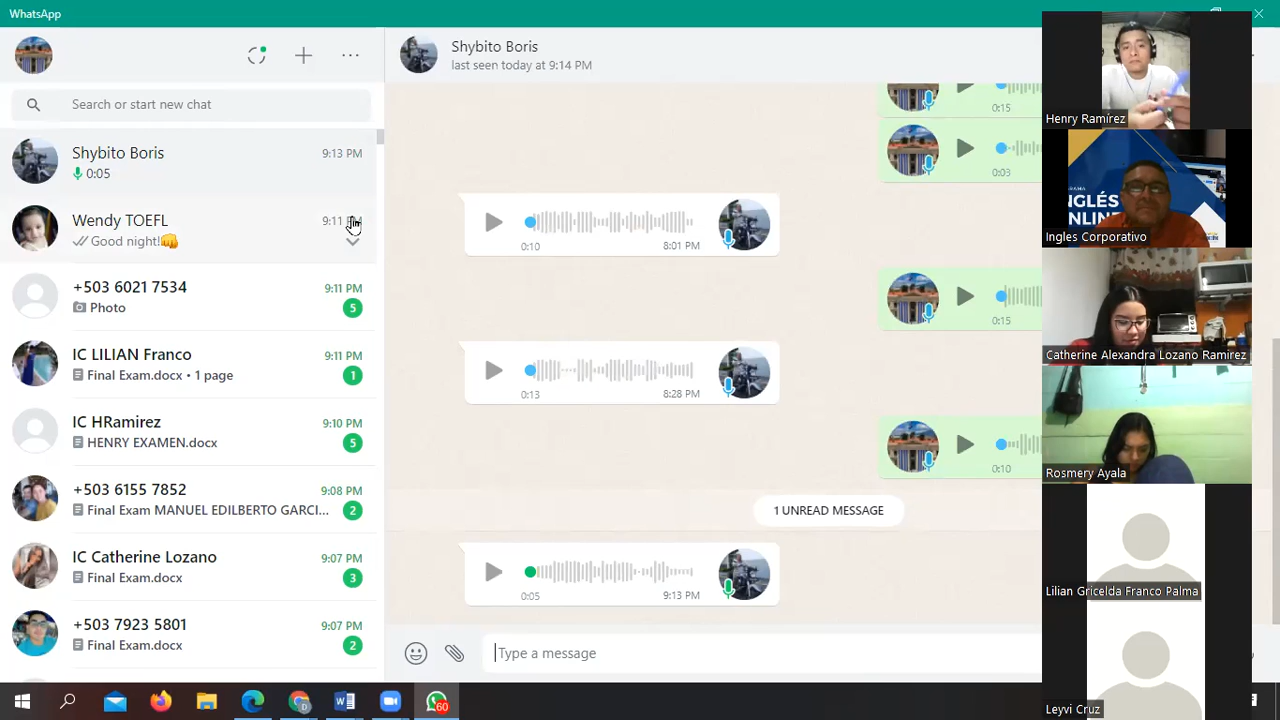 WhatsApp
Search or start new chat
Shybito Boris
9:13 PM
0:05
Wendy TOEFL
9:11
Good night!👊
+503 6021 7534
9:11 PM
Photo
5
IC LILIAN Franco
9:11 PM
Final Exam.docx • 1 page
1
IC HRamirez
9:10 PM
HENRY EXAMEN.docx
5
+503 6155 7852
9:08 PM
Final Exam MANUEL EDILBERTO GARCI...
2
IC Catherine Lozano
9:07 PM
Final Exam.docx
3
+503 7923 5801
9:07 PM
Final Exam.docx
2
Shybito Boris
last seen today at 9:14 PM
0:15
0:03
0:10
8:01 PM
0:15
0:13
8:28 PM
0:10
1 UNREAD MESSAGE
0:05
9:13 PM
Type a message
60
Henry Ramírez
INGLÉS
ONLINE
Ingles Corporativo
Catherine Alexandra Lozano Ramirez
Rosmery Ayala
Lilian Gricelda Franco Palma
Leyvi Cruz